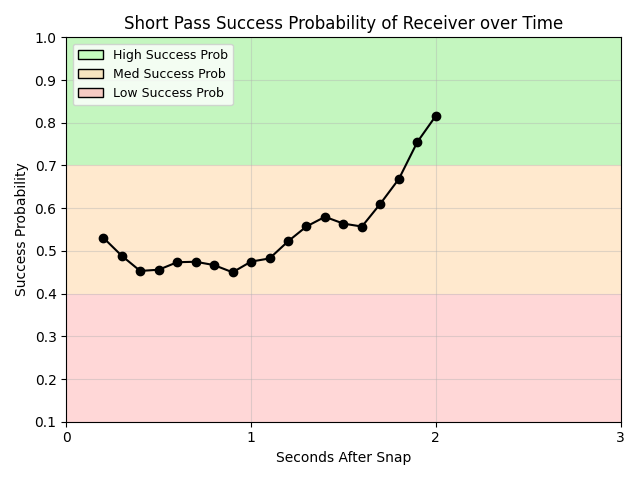 Short Pass Success Probability of Receiver over Time
High Success Prob
Med Success Prob
Low Success Prob
Success Probability
1.0
0.9
0.8
0.7
0.6
0.5
0.4
0.3
0.2
0.1
0 1 2 3
Seconds After Snap